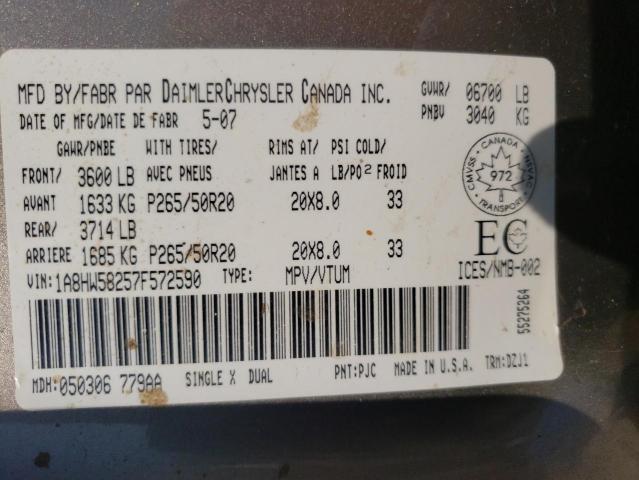 MFD BY/FABR PAR DAIMLERCHRYSLER CANADA INC.
GVWR/ 06700 LB
PNBV 3040 KG
DATE OF MFG/DATE DE FABR 5-07
GAWR/PNBE WITH TIRES/ RIMS AT/ PSI COLD/
FRONT/ 3600 LB AVEC PNEUS JANTES A LB/PO2 FROID
AVANT 1633 KG P265/50R20 20X8.0 33
REAR/ 3714 LB
ARRIERE 1685 KG P265/50R20 20X8.0 33
CANADA
CMVSS NSVAC
972
TRANSPORT
EC
ICES/NMB-002
VIN: 1A8HW58257F572590 TYPE: MPV/VTUM
55275264
MDH: 050306 779AA SINGLE X DUAL PNT: PJC MADE IN U.S.A. TRM: DZJ1